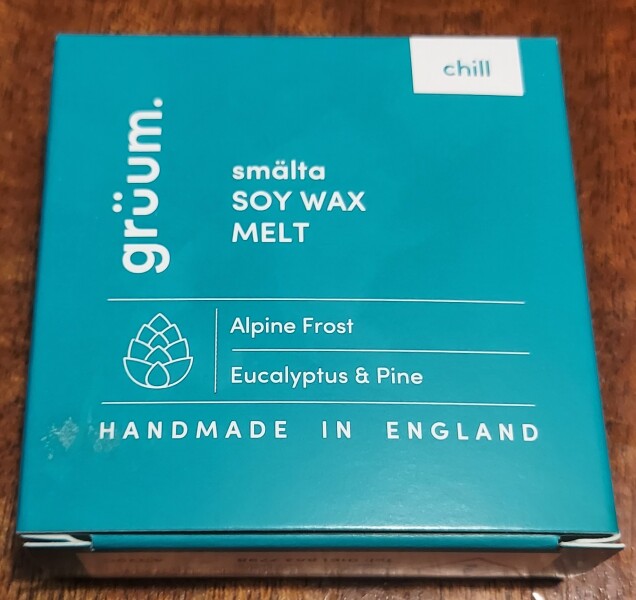 chill
grüum.
smälta
SOY WAX
MELT
Alpine Frost
Eucalyptus & Pine
HANDMADE IN ENGLAND